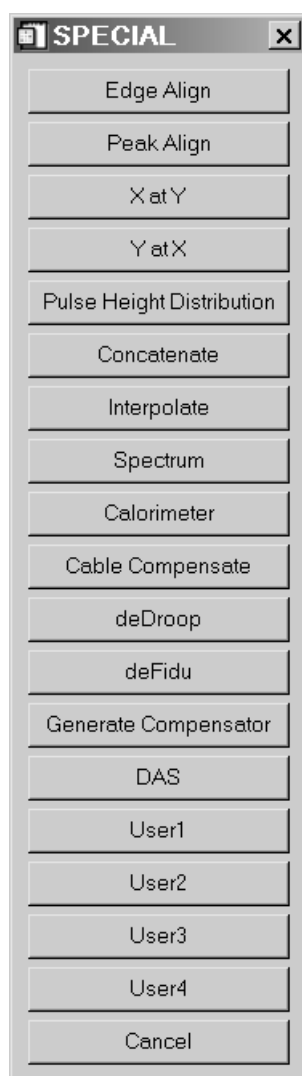 SPECIAL
Edge Align
Peak Align
X at Y
Y at X
Pulse Height Distribution
Concatenate
Interpolate
Spectrum
Calorimeter
Cable Compensate
deDroop
deFidu
Generate Compensator
DAS
User1
User2
User3
User4
Cancel